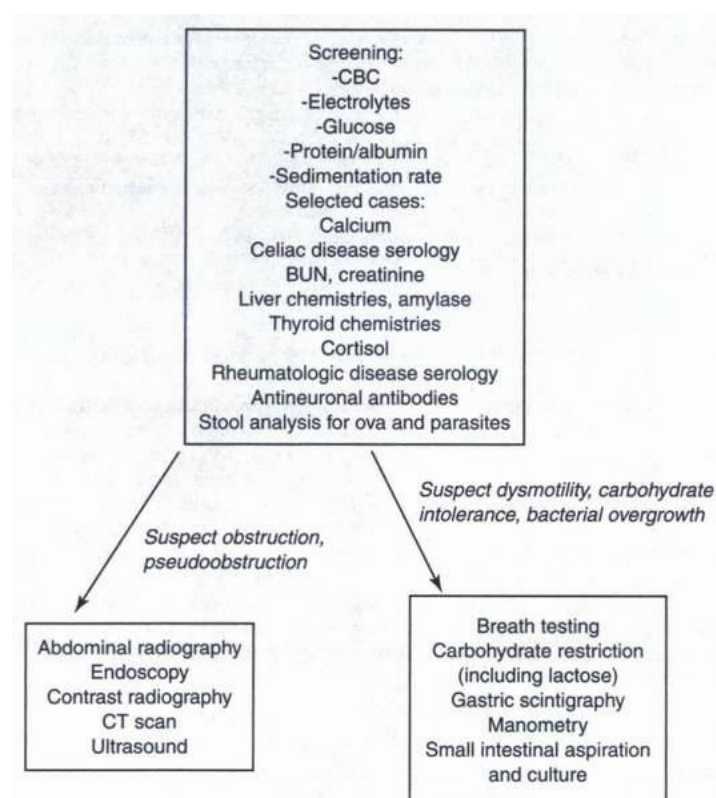 Screening:
-CBC
-Electrolytes
-Glucose
-Protein/albumin
-Sedimentation rate
Selected cases:
Calcium
Celiac disease serology
BUN, creatinine
Liver chemistries, amylase
Thyroid chemistries
Cortisol
Rheumatologic disease serology
Antineuronal antibodies
Stool analysis for ova and parasites
Suspect obstruction,
pseudoobstruction
Suspect dysmotility, carbohydrate
intolerance, bacterial overgrowth
Abdominal radiography
Endoscopy
Contrast radiography
CT scan
Ultrasound
Breath testing
Carbohydrate restriction
(including lactose)
Gastric scintigraphy
Manometry
Small intestinal aspiration
and culture